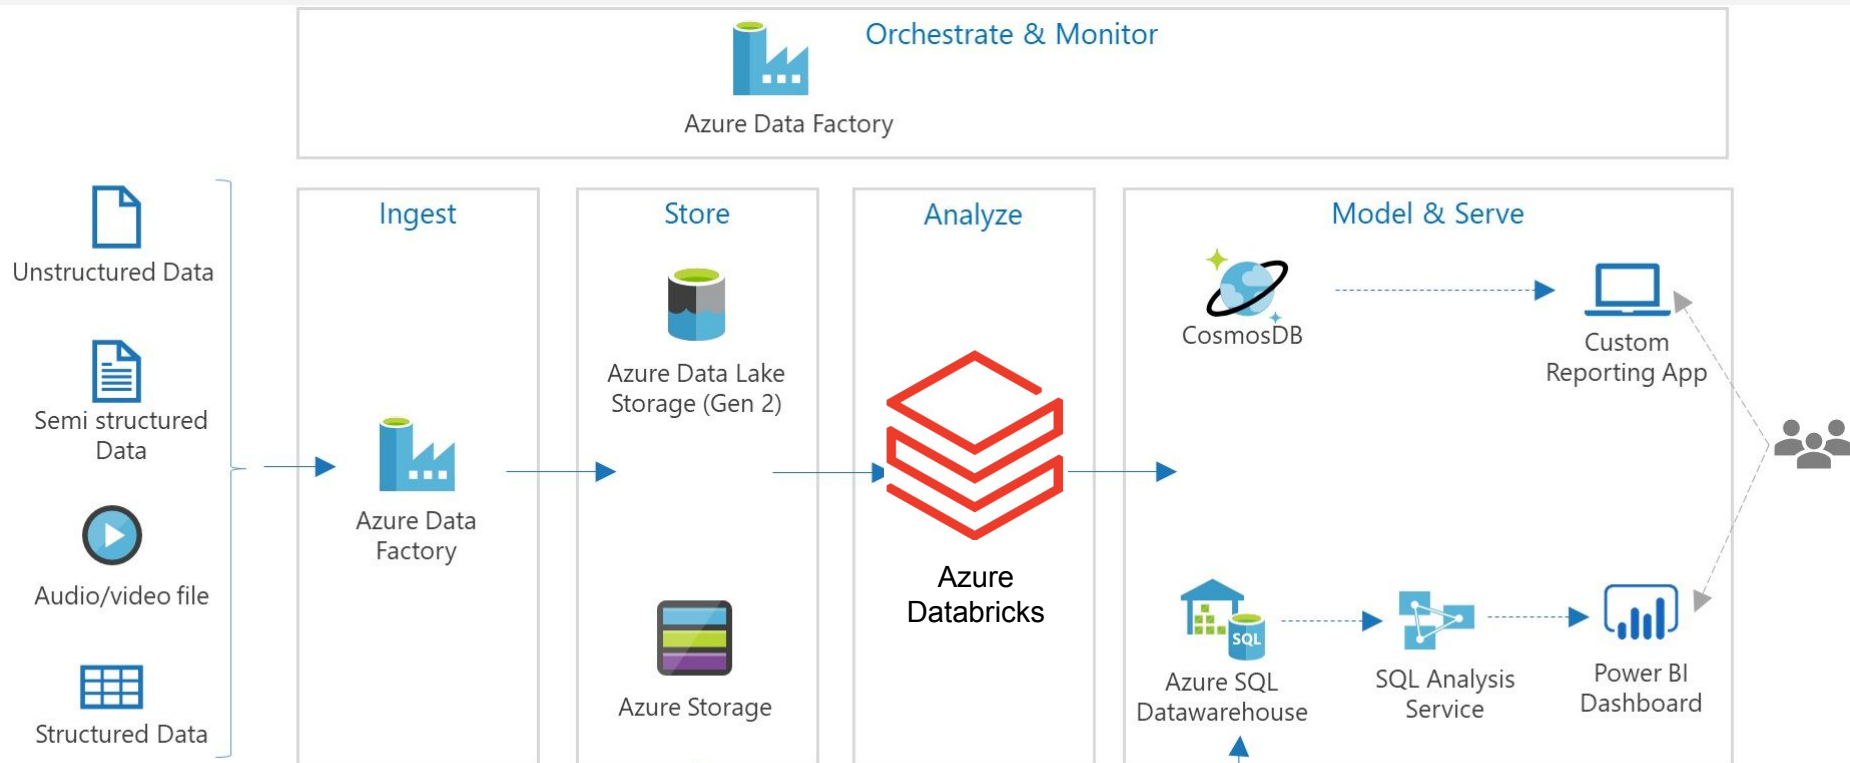 Orchestrate & Monitor
Azure Data Factory
Unstructured Data
Semi structured
Data
Audio/video file
Structured Data
Ingest
Azure Data
Factory
Store
Azure Data Lake
Storage (Gen 2)
Azure Storage
Analyze
Azure
Databricks
Model & Serve
CosmosDB
Custom
Reporting App
SQL
Azure SQL
Datawarehouse
SQL Analysis
Service
Power BI
Dashboard